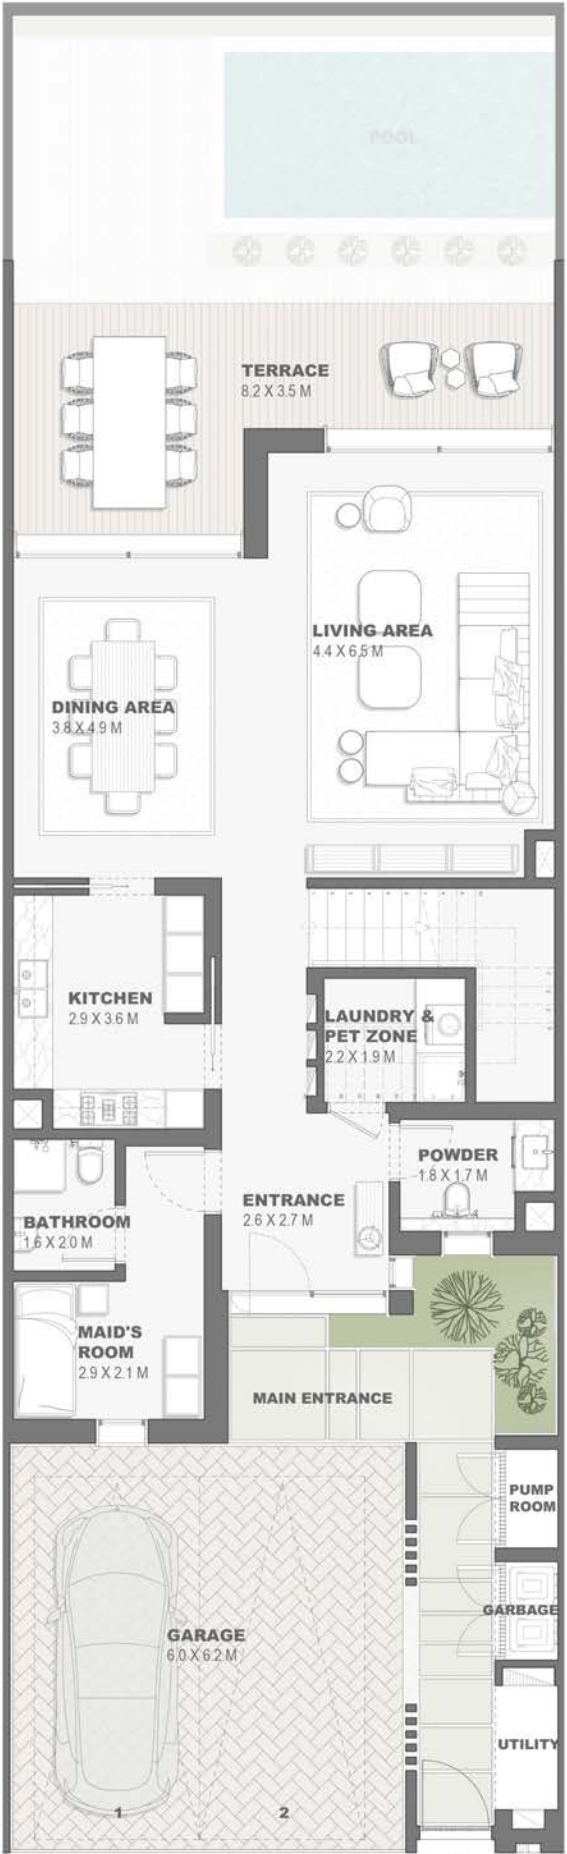 POOL
TERRACE
8.2 X 3.5 M
LIVING AREA
4.4 X 6.5 M
DINING AREA
3.8 X 4.9 M
KITCHEN
2.9 X 3.6 M
LAUNDRY &
PET ZONE
2.2 X 1.9 M
POWDER
1.8 X 1.7 M
ENTRANCE
2.6 X 2.7 M
BATHROOM
1.6 X 2.0 M
MAID'S
ROOM
2.9 X 2.1 M
MAIN ENTRANCE
PUMP
ROOM
GARBAGE
GARAGE
6.0 X 6.2 M
UTILITY
1
2